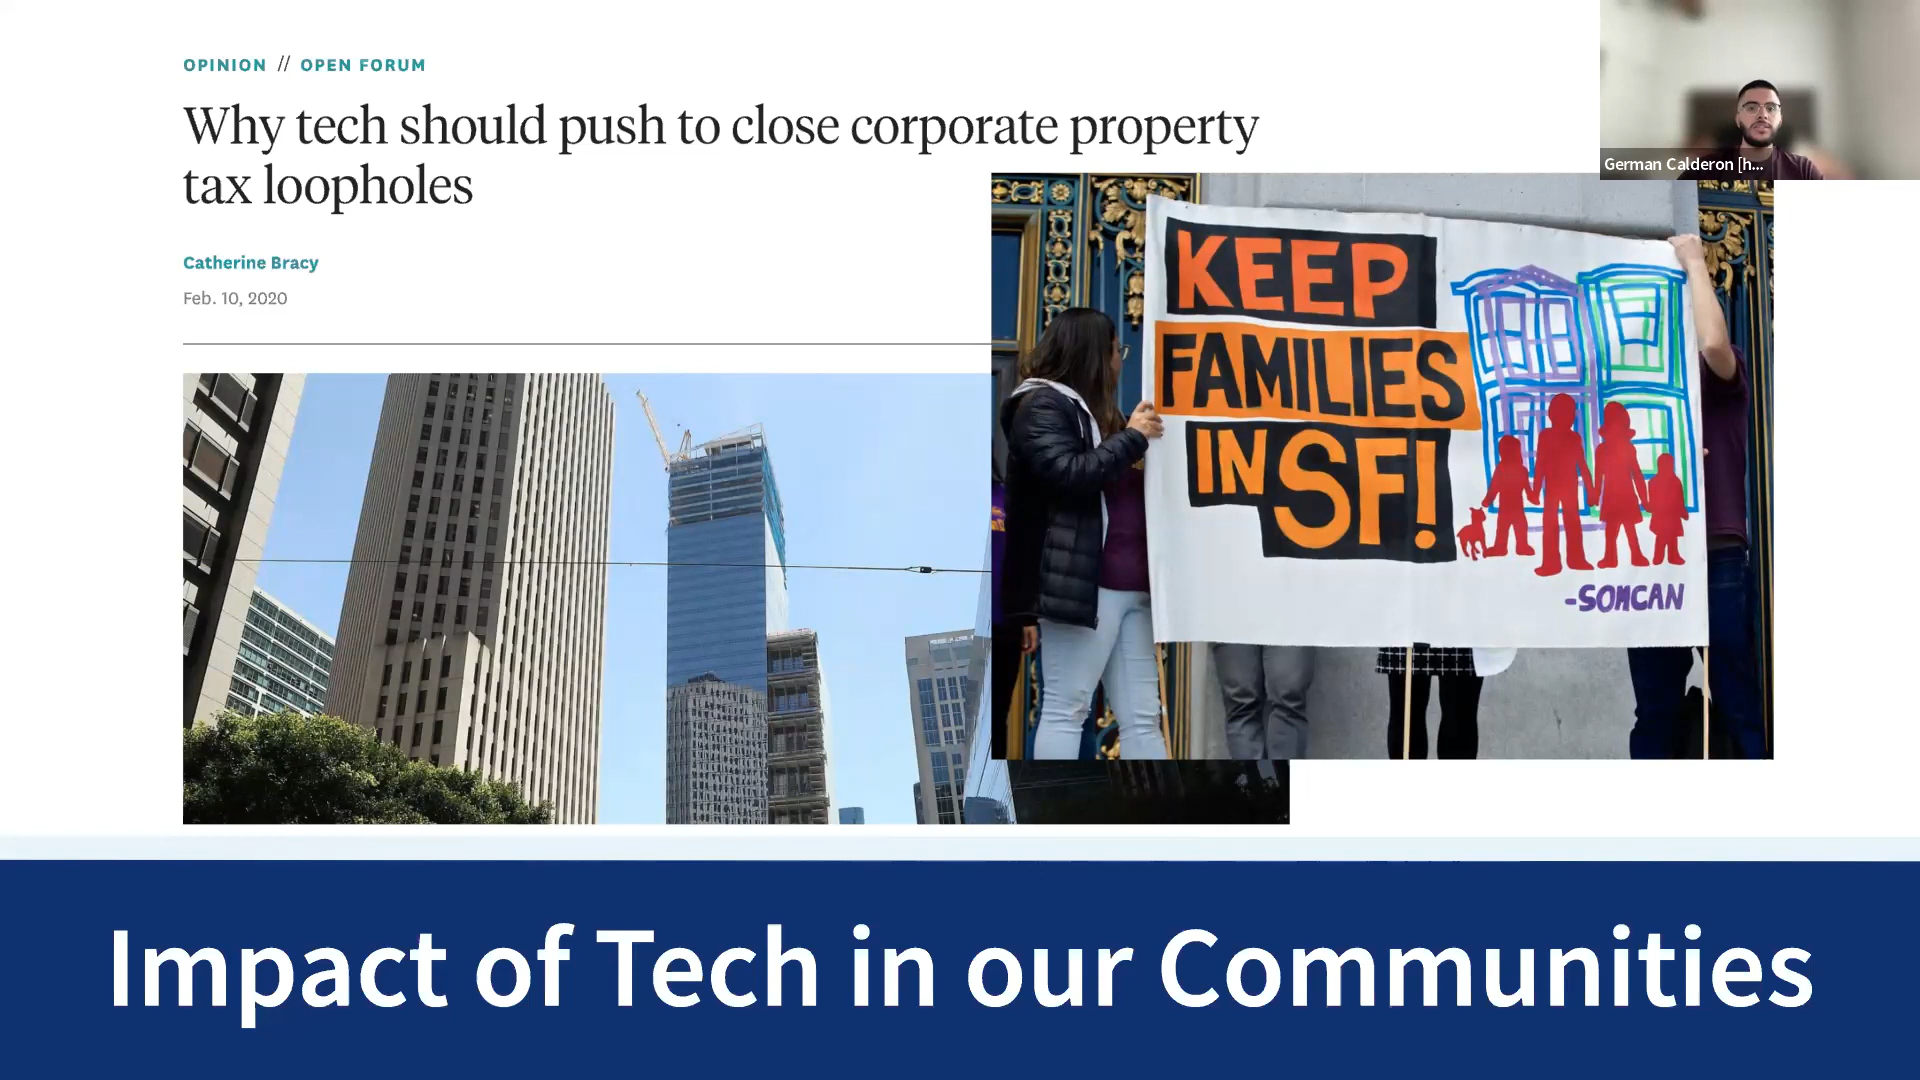 OPINION // OPEN FORUM
Why tech should push to close corporate property
tax loopholes
Catherine Bracy
Feb. 10, 2020
German Calderon [h...
KEEP
FAMILIES
IN SF!
-SOMCAN
Impact of Tech in our Communities